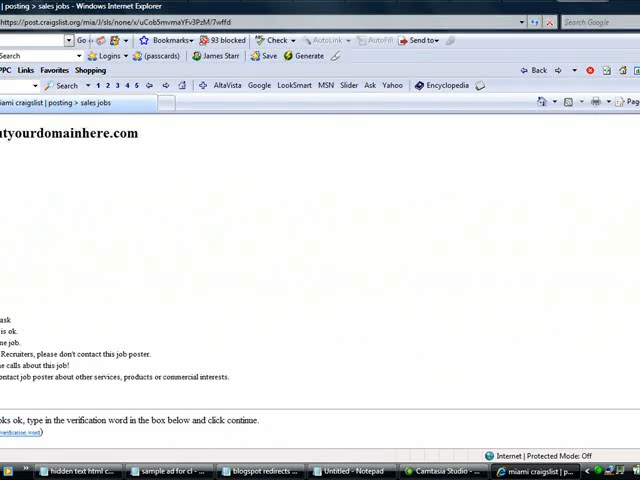 posting > sales jobs - Windows Internet Explorer
https://post.craigslist.org/mia/J/sls/none/x/
Search Google
Go Bookmarks 93 blocked Check AutoLink AutoFill Send to
Search Logins (passcards) James Starr Save Generate
PPC Links Favorites Shopping Back
Search 1 2 3 4 5 6 7 AltaVista Google LookSmart MSN Slider Ask Yahoo Encyclopedia
miami craigslist | posting > sales jobs Page
utyourdomainhere.com
ask
is ok.
ne job.
Recruiters, please don't contact this job poster.
ne calls about this job!
ontact job poster about other services, products or commercial interests.
oks ok, type in the verification word in the box below and click continue.
verification word)
Internet | Protected Mode: Off
hidden text html c... sample ad for cl - ... blogspot redirects ... Untitled - Notepad Camtasia Studio - ... miami craigslist | p...